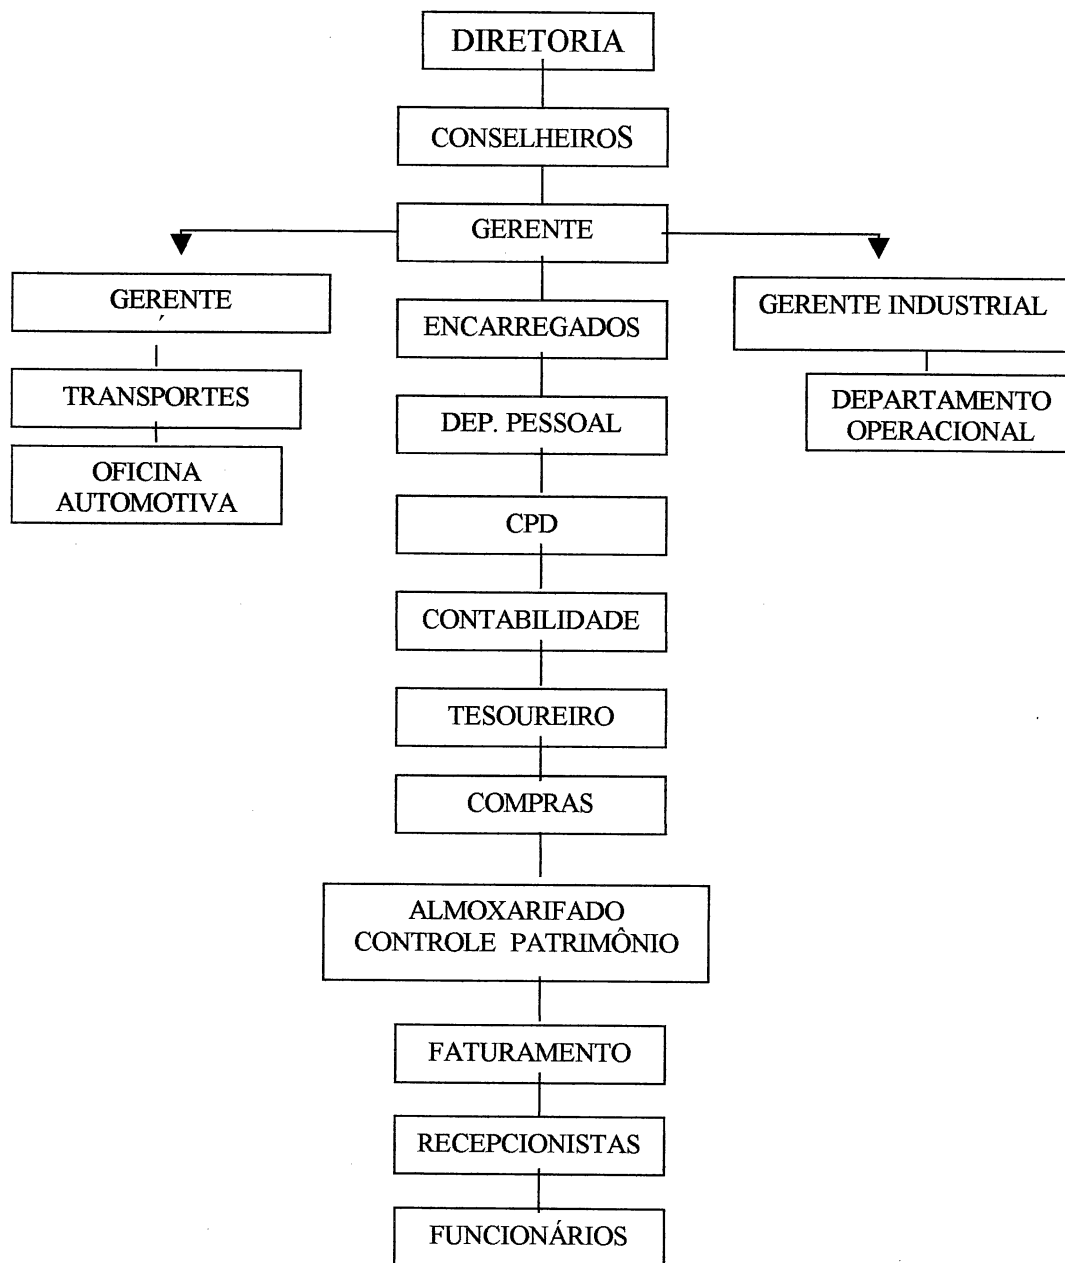 DIRETORIA
CONSELHEIROS
GERENTE
GERENTE
ENCARREGADOS
GERENTE INDUSTRIAL
TRANSPORTES
DEP. PESSOAL
DEPARTAMENTO
OPERACIONAL
OFICINA
AUTOMOTIVA
CPD
CONTABILIDADE
TESOUREIRO
COMPRAS
ALMOXARIFADO
CONTROLE PATRIMÔNIO
FATURAMENTO
RECEPCIONISTAS
FUNCIONÁRIOS